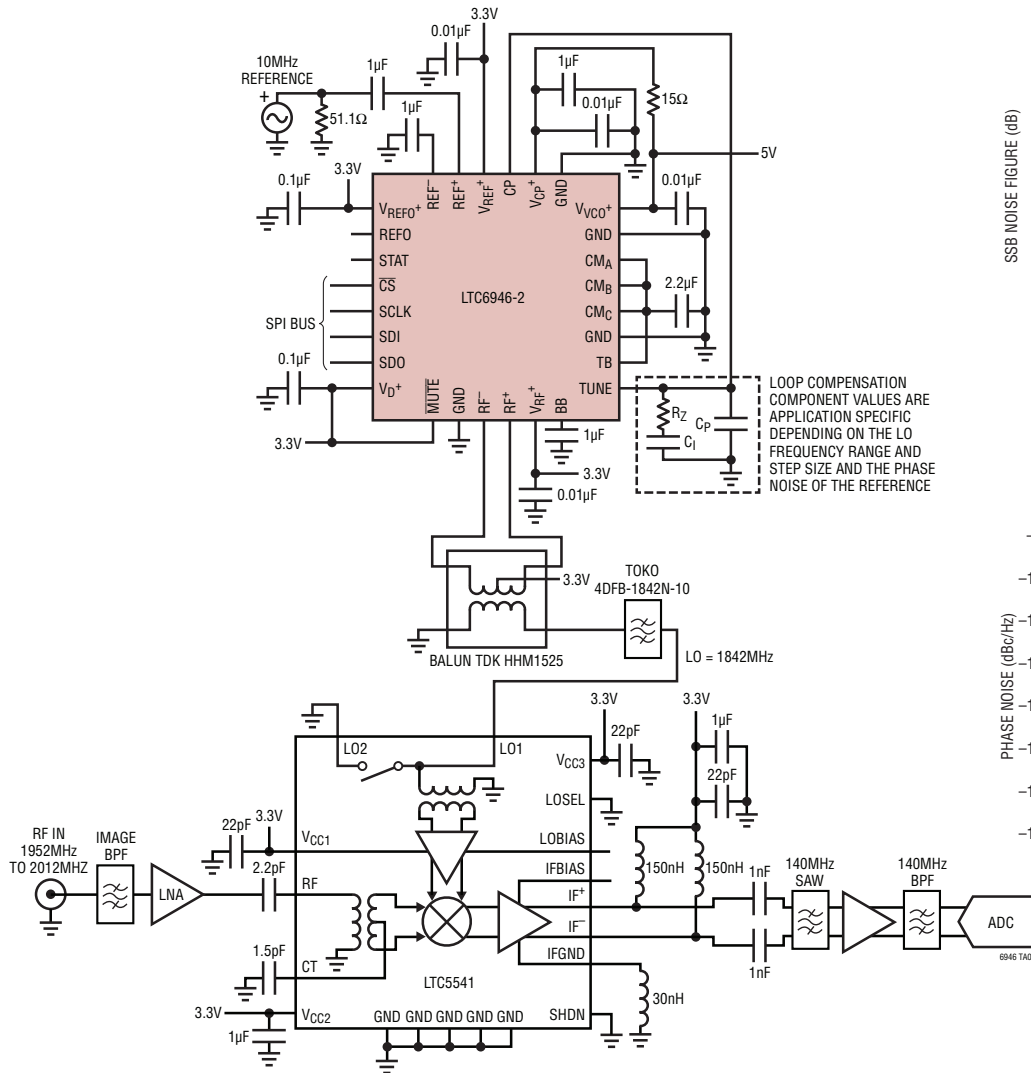 3.3V
0.01µF
10MHz
REFERENCE
+
1µF
51.1Ω
1µF
1µF
0.01µF
15Ω
5V
3.3V
0.1µF
REF–
REF+
VREF+
CP
VCP+
GND
VREFO+
REFO
STAT
CS
SCLK
SDI
SDO
VD+
SPI BUS
0.1µF
3.3V
LTC6946-2
VVCO+
GND
CMA
CMB
CMC
GND
TB
TUNE
0.01µF
2.2µF
MUTE
GND
RF–
RF+
VRF+
BB
1µF
3.3V
0.01µF
RZ
CI
CP
LOOP COMPENSATION
COMPONENT VALUES ARE
APPLICATION SPECIFIC
DEPENDING ON THE LO
FREQUENCY RANGE AND
STEP SIZE AND THE PHASE
NOISE OF THE REFERENCE
3.3V
BALUN TDK HHM1525
TOKO
4DFB-1842N-10
LO = 1842MHz
LO2
LO1
3.3V
22pF
3.3V
1µF
22pF
VCC3
LOSEL
LOBIAS
IFBIAS
IF+
IF–
IFGND
SHDN
3.3V
22pF
VCC1
RF IN
1952MHz
TO 2012MHZ
IMAGE
BPF
LNA
2.2pF
RF
1.5pF
CT
3.3V
VCC2
1µF
LTC5541
GND GND GND GND GND
150nH
150nH
1nF
1nF
30nH
140MHz
SAW
140MHz
BPF
ADC
6946 TA0
SSB NOISE FIGURE (dB)
PHASE NOISE (dBc/Hz)
–
–1
–1
–1
–1
–1
–1
–1